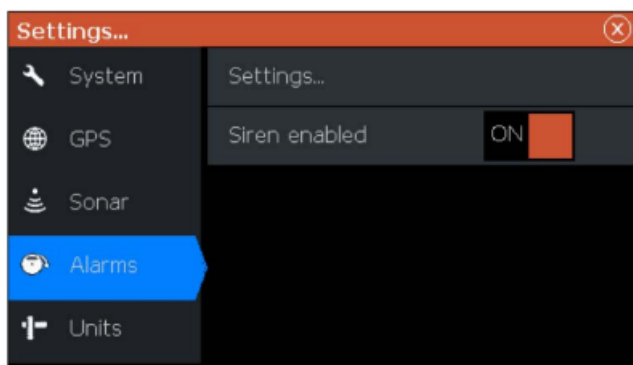 Settings...
System
GPS
Sonar
Alarms
Units
Settings...
Siren enabled ON